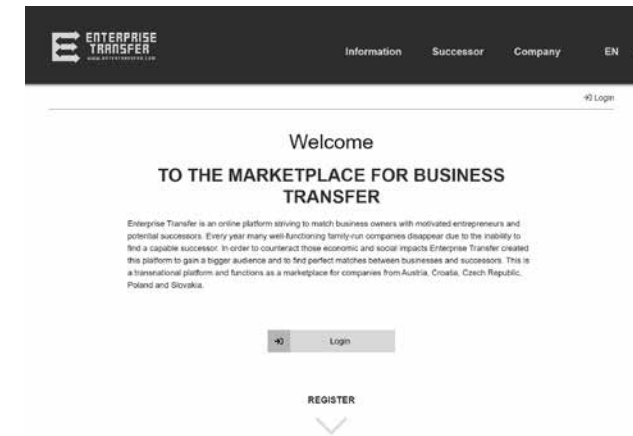 ENTERPRISE
TRANSFER
Information Successor Company EN
Login
Welcome
TO THE MARKETPLACE FOR BUSINESS
TRANSFER
Enterprise Transfer is an online platform striving to match business owners with motivated entrepreneurs and
potential successors. Every year many well-functioning family-run companies disappear due to the inability to
find a capable successor. In order to counteract those economic and social impacts Enterprise Transfer created
this platform to gain a bigger audience and to find perfect matches between businesses and successors. This is
a transnational platform and functions as a marketplace for companies from Austria, Croatia, Czech Republic,
Poland and Slovakia.
Login
REGISTER